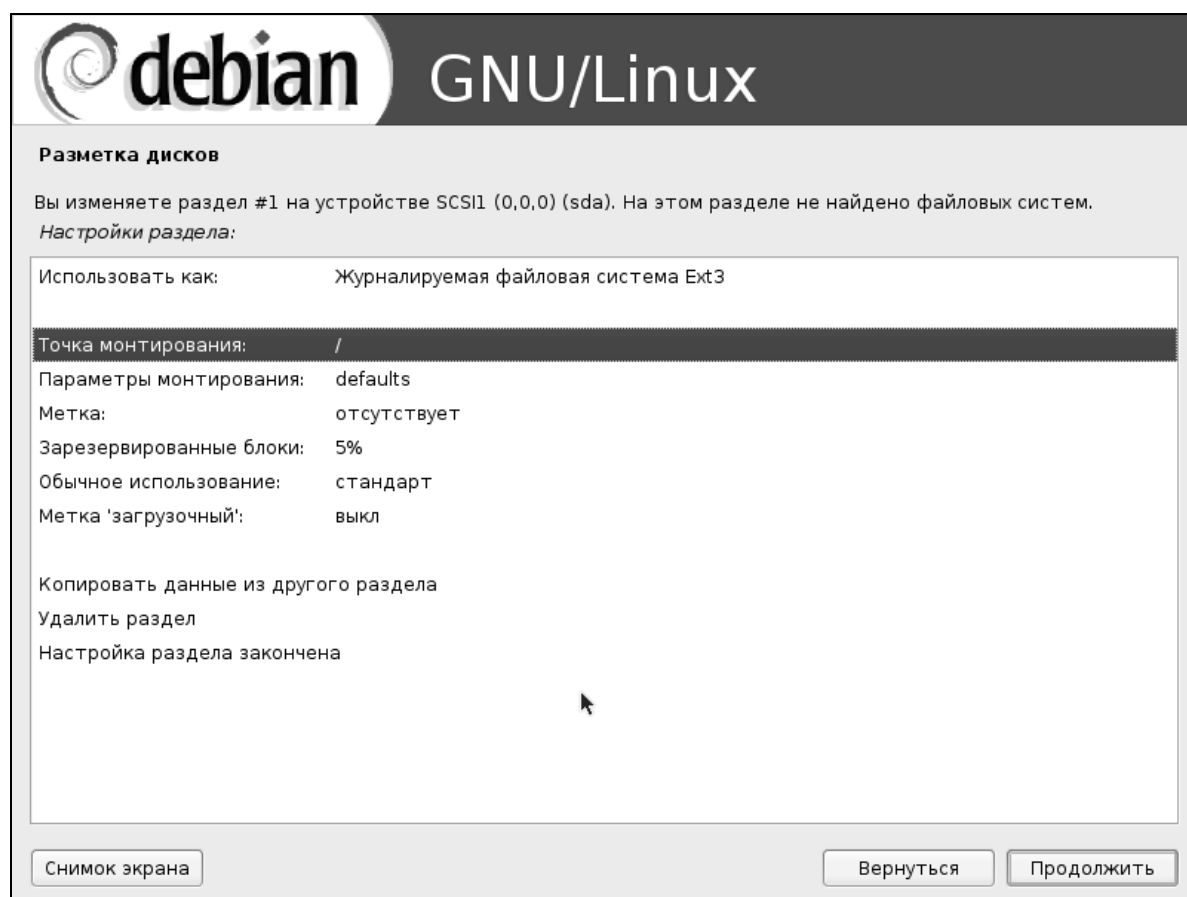 debian GNU/Linux
Разметка дисков
Вы изменяете раздел #1 на устройстве SCSI1 (0,0,0) (sda). На этом разделе не найдено файловых систем.
Настройки раздела:
Использовать как: Журналируемая файловая система Ext3
Точка монтирования: /
Параметры монтирования: defaults
Метка: отсутствует
Зарезервированные блоки: 5%
Обычное использование: стандарт
Метка 'загрузочный': выкл
Копировать данные из другого раздела
Удалить раздел
Настройка раздела закончена
Снимок экрана Вернуться Продолжить